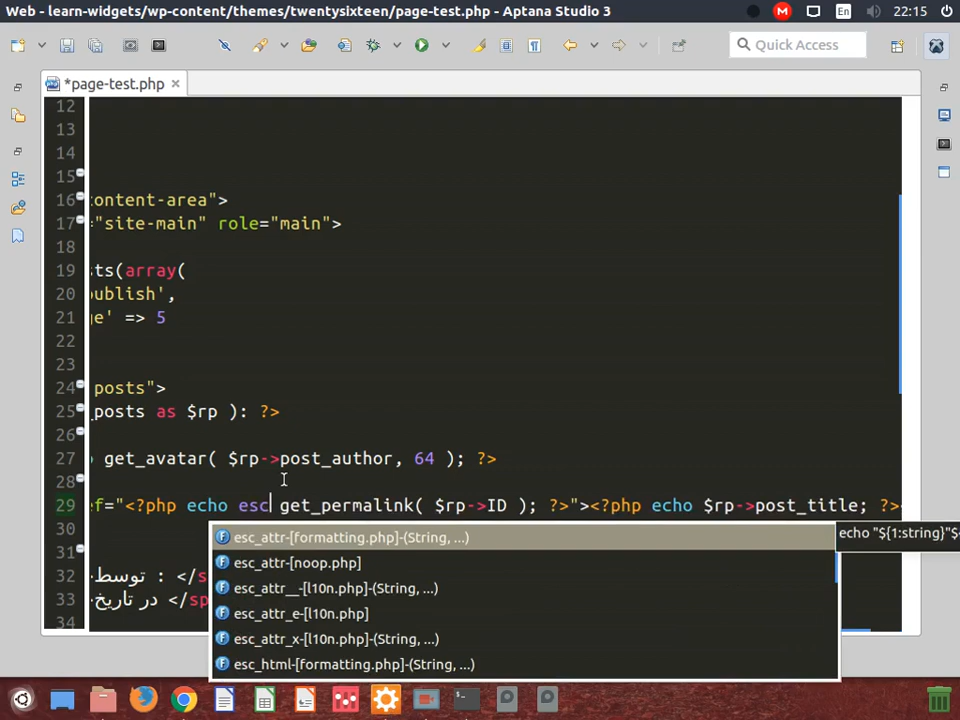 Web - learn-widgets/wp-content/themes/twentysixteen/page-test.php - Aptana Studio 3
En
22:15
Quick Access
*page-test.php
12
13
14
15
16 content-area">
17 ="site-main" role="main">
18
19 sts(array(
20 publish',
21 ge' => 5
22
23
24 posts">
25 _posts as $rp ): ?>
26
27 get_avatar( $rp->post_author, 64 ); ?>
28
29 ef="<?php echo esc get_permalink( $rp->ID ); ?>"><?php echo $rp->post_title; ?><
30
31
32 توسط : </s
33 در تاریخ </sp
34
esc_attr-[formatting.php]-(String, ...)
esc_attr-[noop.php]
esc_attr__-[l10n.php]-(String, ...)
esc_attr_e-[l10n.php]
esc_attr_x-[l10n.php]-(String, ...)
esc_html-[formatting.php]-(String, ...)
echo "${1:string}"$